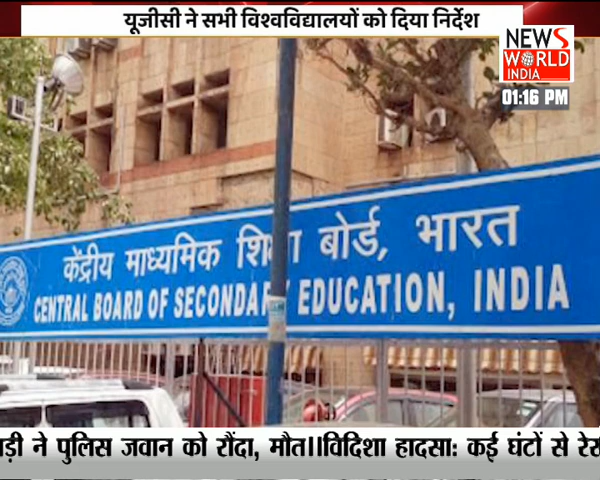 यूजीसी ने सभी विश्वविद्यालयों को दिया निर्देश
NEWS
WORLD
INDIA
01:16 PM
केंद्रीय माध्यमिक शिक्षा बोर्ड, भारत
CENTRAL BOARD OF SECONDARY EDUCATION, INDIA
ने पुलिस जवान को रौंदा, मौत।।विदिशा हादसा: कई घंटों से